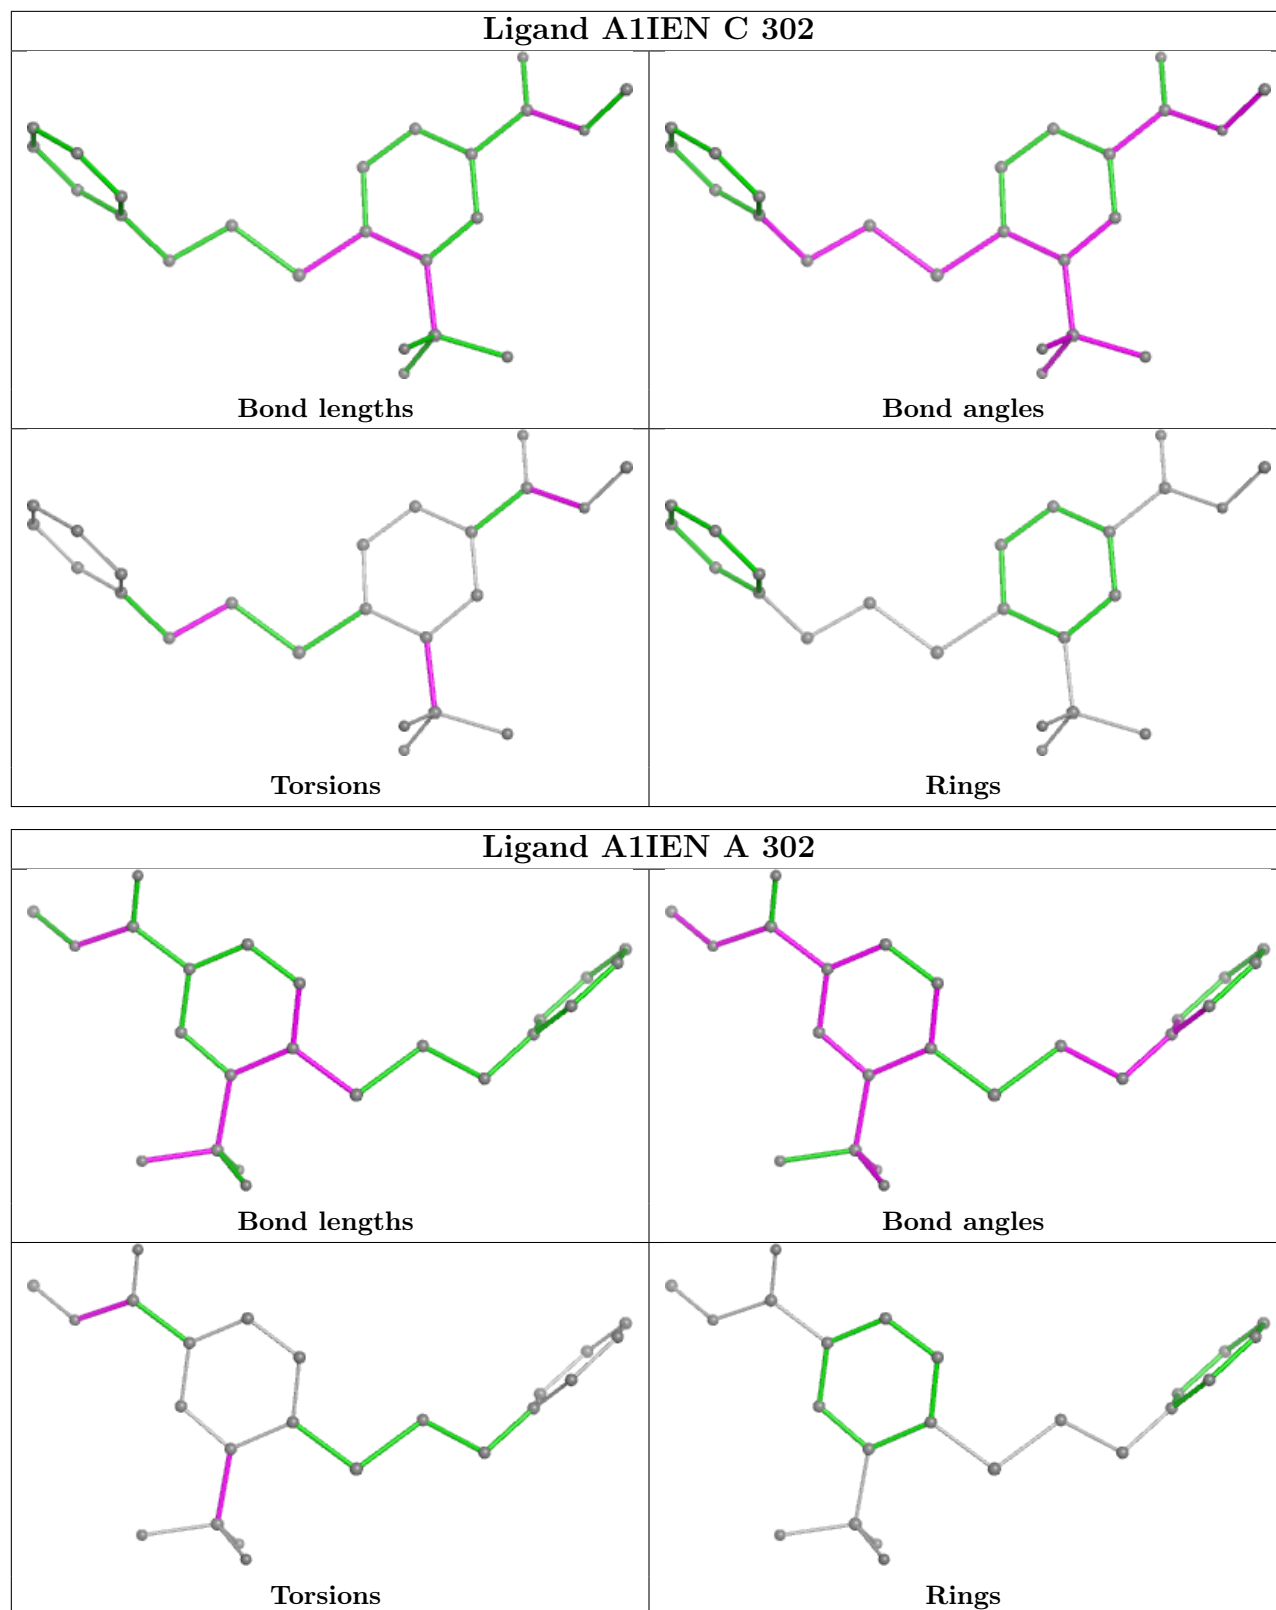 Ligand A1IEN C 302
Bond lengths
Bond angles
Torsions
Rings
Ligand A1IEN A 302
Bond lengths
Bond angles
Torsions
Rings